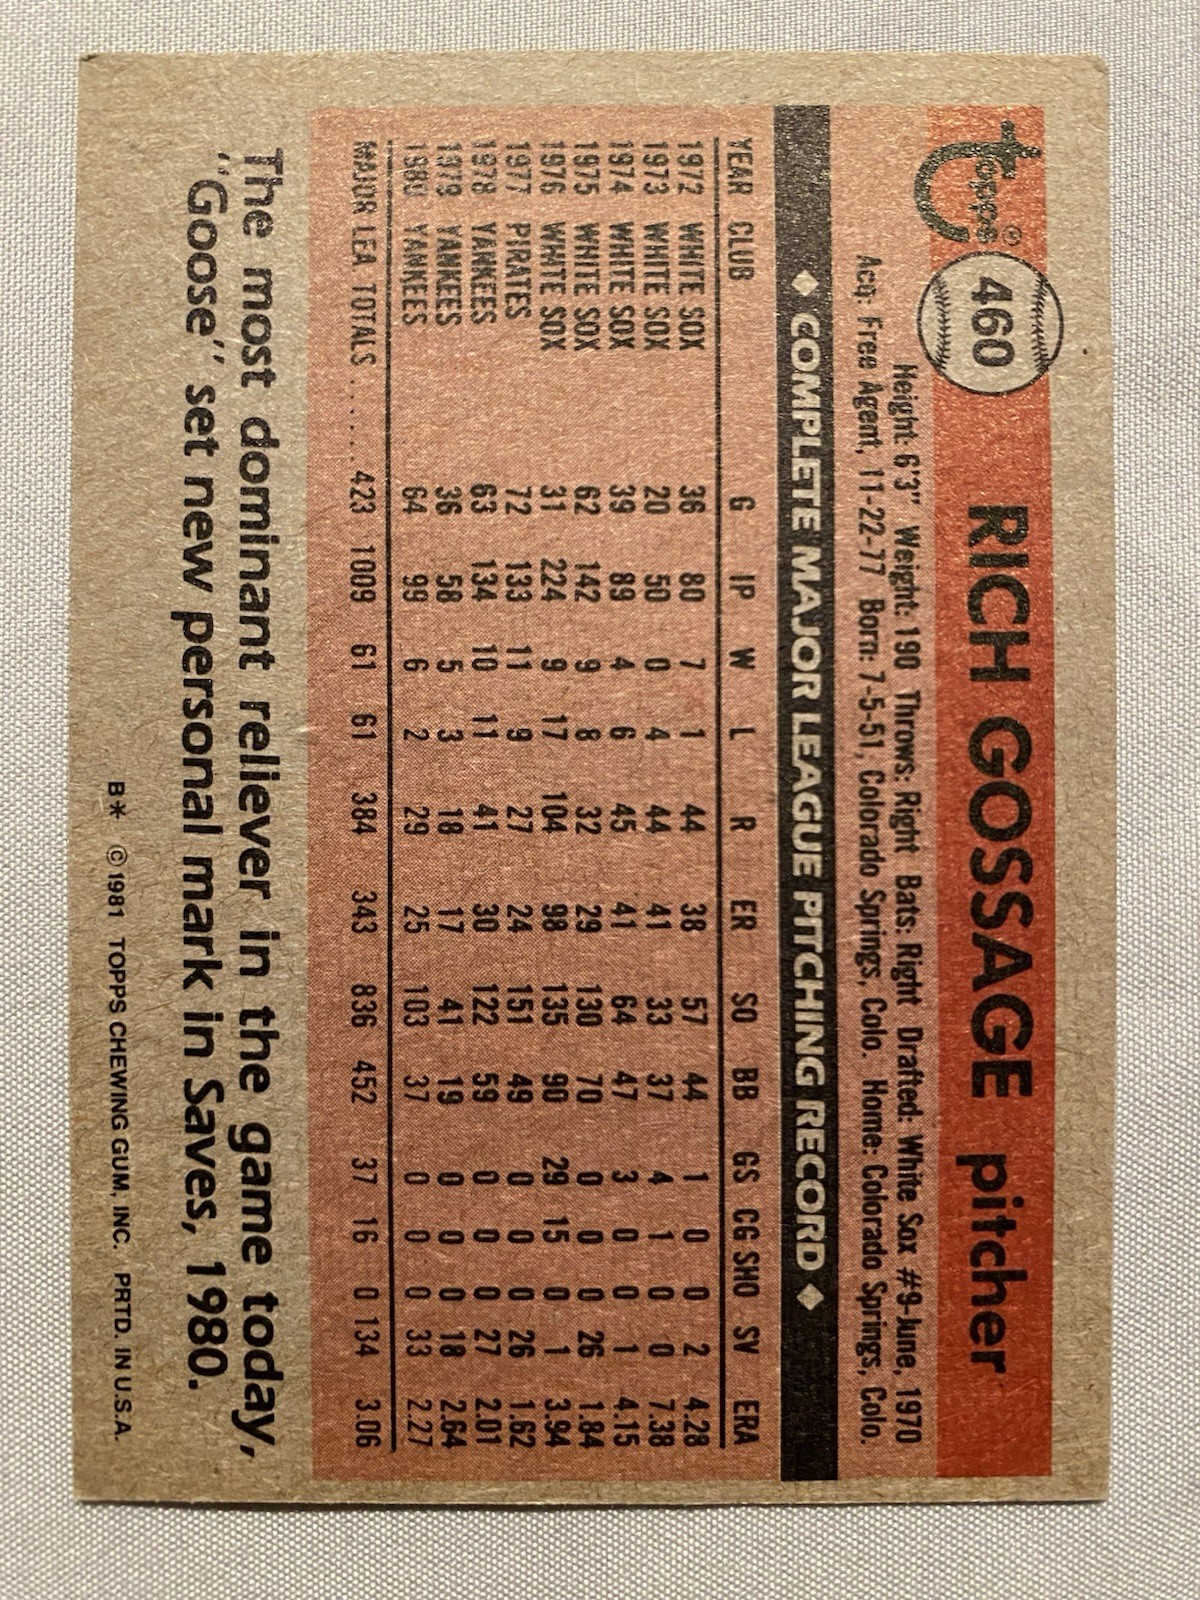 Topps©
460
RICH GOSSAGE pitcher
Height: 6'3" Weight: 190 Throws: Right Bats: Right Drafted: White Sox #9-June, 1970
Acq: Free Agent, 11-22-77 Born: 7-5-51, Colorado Springs, Colo. Home: Colorado Springs, Colo.
◆ COMPLETE MAJOR LEAGUE PITCHING RECORD ◆
YEAR CLUB G IP W L R ER SO BB GS CG SHO SV ERA
1972 WHITE SOX 36 80 7 1 44 38 57 44 1 0 0 2 4.28
1973 WHITE SOX 20 50 0 4 44 41 33 37 4 1 0 0 7.38
1974 WHITE SOX 39 89 4 6 45 41 64 47 3 0 0 1 4.15
1975 WHITE SOX 62 142 9 8 32 29 130 70 0 0 0 26 1.84
1976 WHITE SOX 31 224 9 17 104 98 135 90 29 15 0 1 3.94
1977 PIRATES 72 133 11 9 27 24 151 49 0 0 0 26 1.62
1978 YANKEES 63 134 10 11 41 30 122 59 0 0 0 27 2.01
1979 YANKEES 36 58 5 3 18 17 41 19 0 0 0 18 2.64
1980 YANKEES 64 99 6 2 29 25 103 37 0 0 0 33 2.27
MAJOR LEA. TOTALS ....... 423 1009 61 61 384 343 836 452 37 16 0 134 3.06
The most dominant reliever in the game today,
"Goose" set new personal mark in Saves, 1980.
B* © 1981 TOPPS CHEWING GUM, INC. PRTD. IN U.S.A.